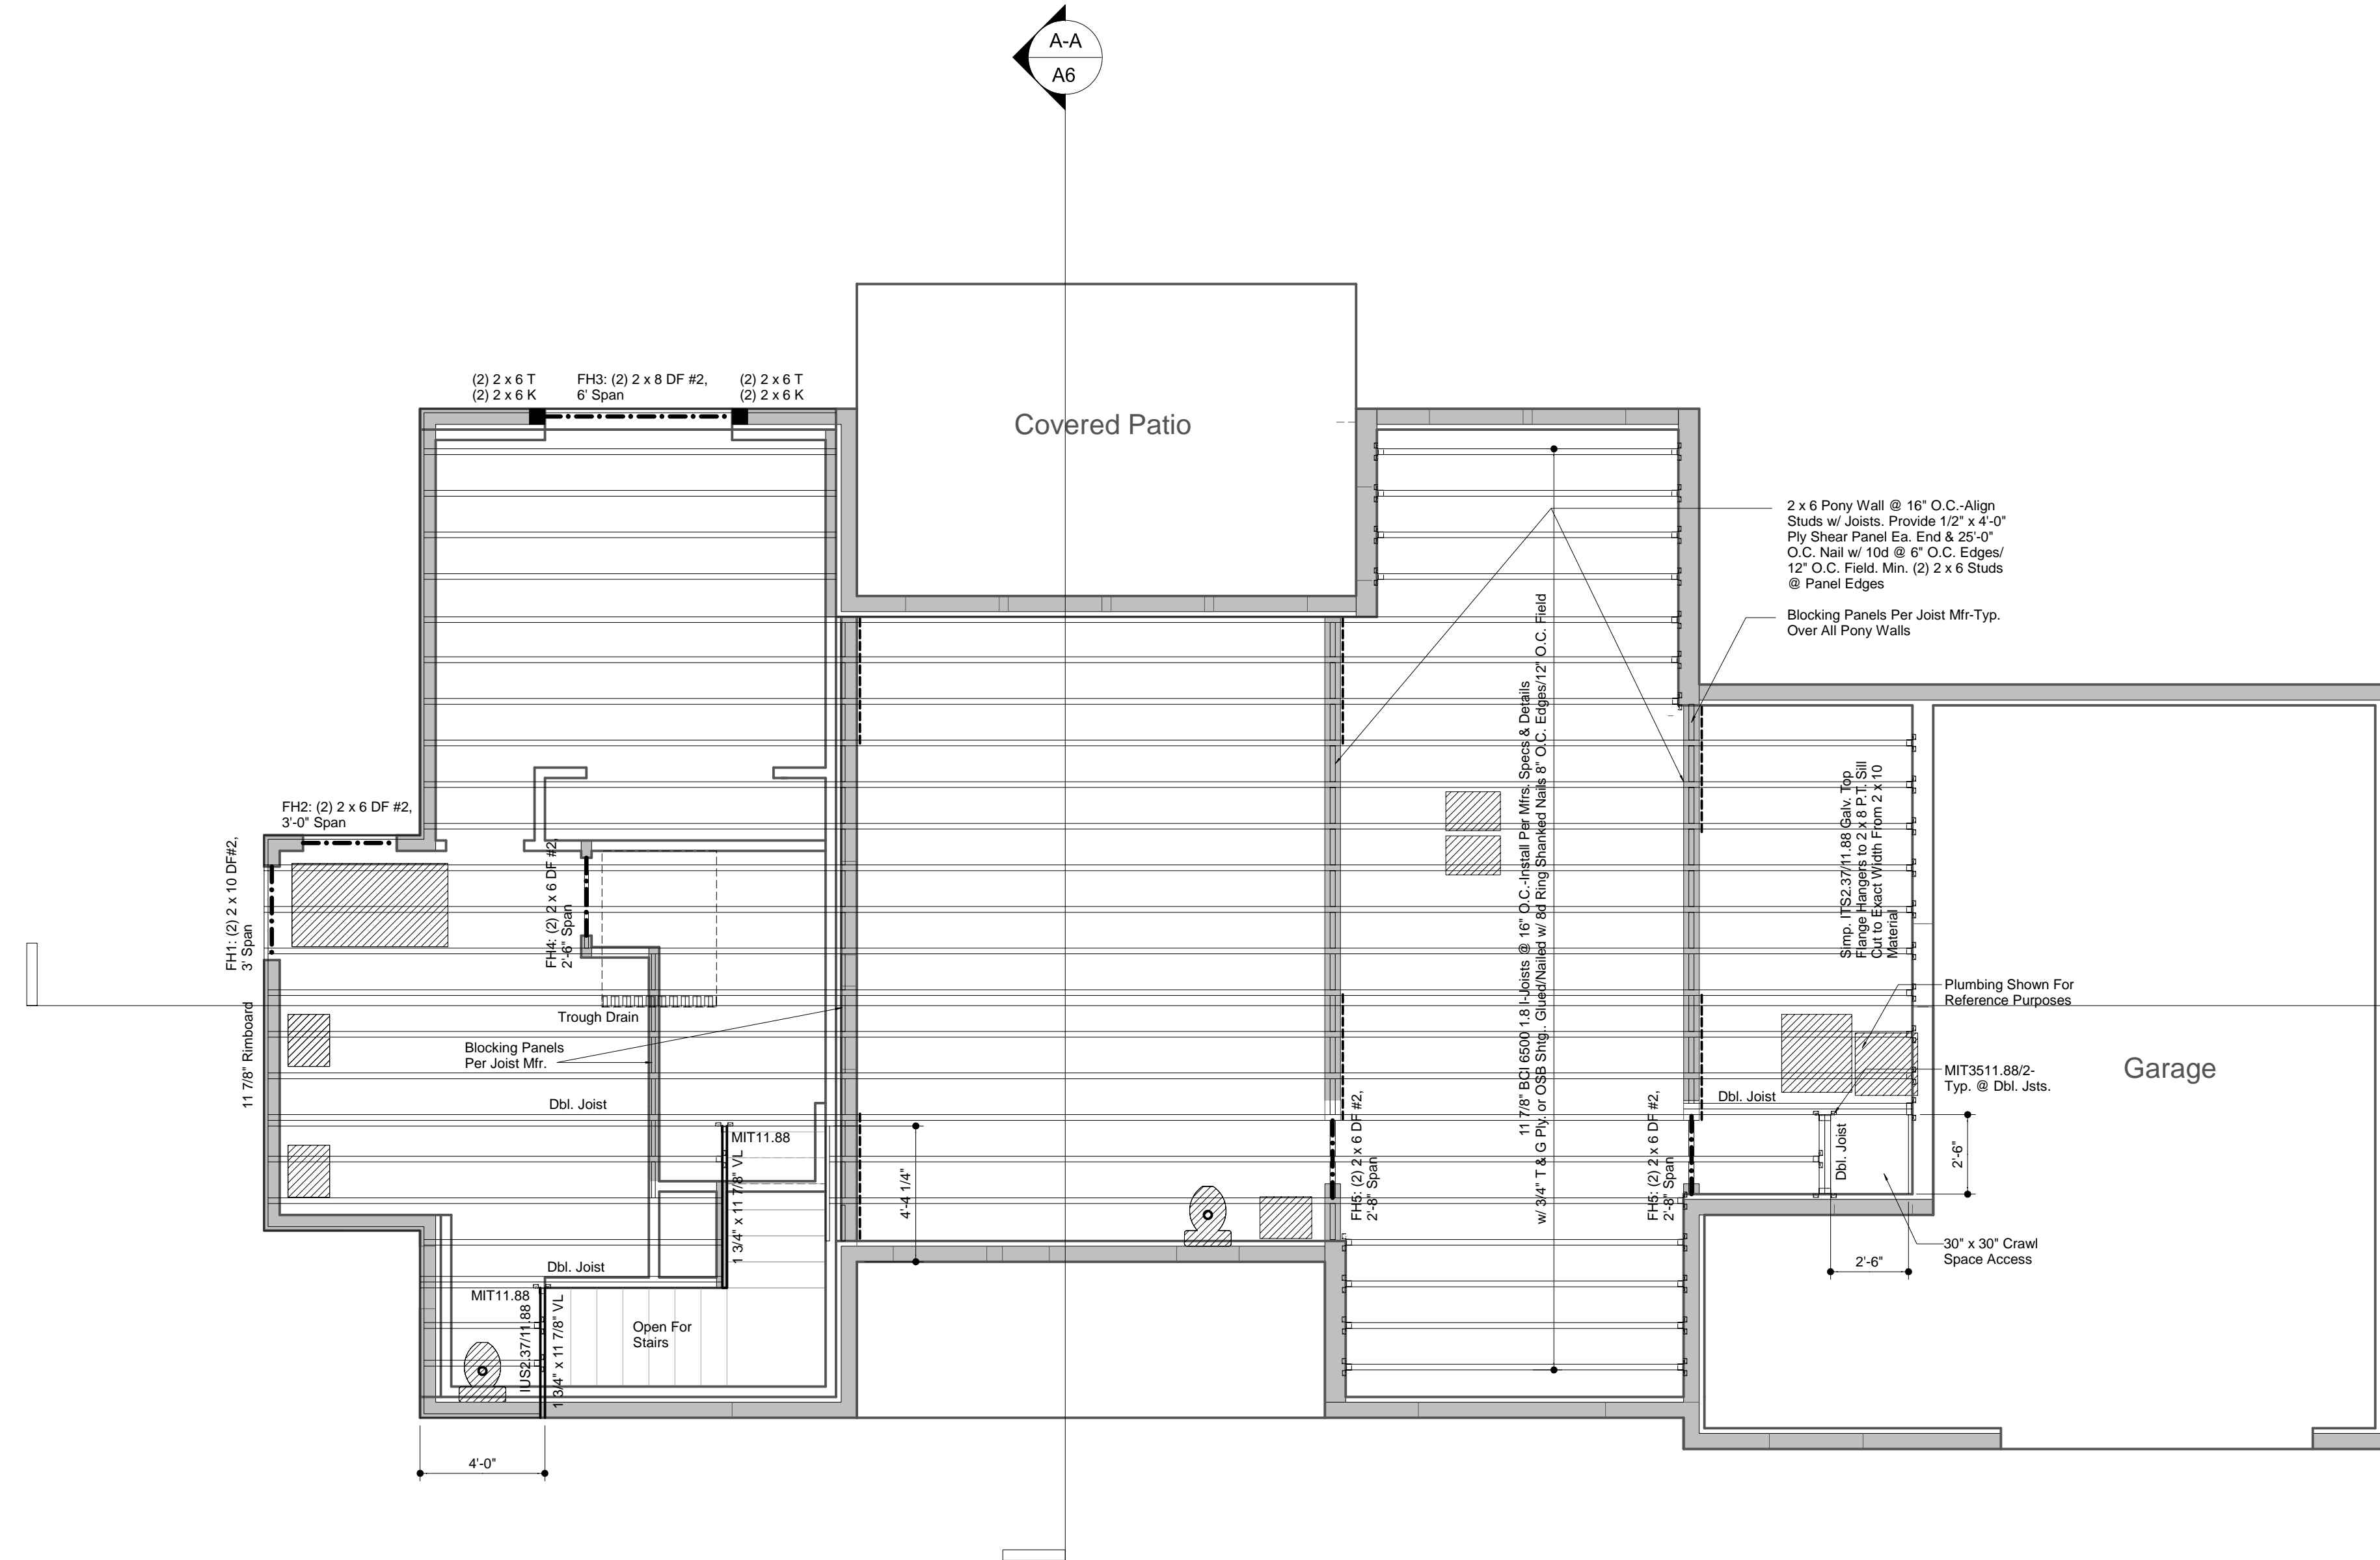 A-A
A6
(2) 2 x 6 T
(2) 2 x 6 K
FH3: (2) 2 x 8 DF #2,
6' Span
(2) 2 x 6 T
(2) 2 x 6 K
Covered Patio
2 x 6 Pony Wall @ 16" O.C.-Align
Studs w/ Joists. Provide 1/2" x 4'-0"
Ply Shear Panel Ea. End & 25'-0"
O.C. Nail w/ 10d @ 6" O.C. Edges/
12" O.C. Field. Min. (2) 2 x 6 Studs
@ Panel Edges
Blocking Panels Per Joist Mfr-Typ.
Over All Pony Walls
FH2: (2) 2 x 6 DF #2,
3'-0" Span
FH1: (2) 2 x 10 DF#2,
3' Span
FH4: (2) 2 x 6 DF #2,
2'-6" Span
11 7/8" BCI 6500 1.8 I-Joists @ 16" O.C.-Install Per Mfrs. Specs & Details
w/ 3/4" T & G Ply. or OSB Shtg.. Glued/Nailed w/ 8d Ring Shanked Nails 8" O.C. Edges/12" O.C. Field
Simp. ITS2.37/11.88 Galv. Top
Flange Hangers to 2 x 8 P.T. Sill
Cut to Exact Width From 2 x 10
Material
11 7/8" Rimboard
Trough Drain
Blocking Panels
Per Joist Mfr.
Plumbing Shown For
Reference Purposes
Garage
MIT3511.88/2-
Typ. @ Dbl. Jsts.
Dbl. Joist
Dbl. Joist
MIT11.88
1 3/4" x 11 7/8" VL
4'-4 1/4"
FH5: (2) 2 x 6 DF #2,
2'-8" Span
FH5: (2) 2 x 6 DF #2,
2'-8" Span
Dbl. Joist
2'-6"
30" x 30" Crawl
Space Access
2'-6"
Dbl. Joist
MIT11.88
IUS2.37/11.88
1 3/4" x 11 7/8" VL
Open For
Stairs
4'-0"